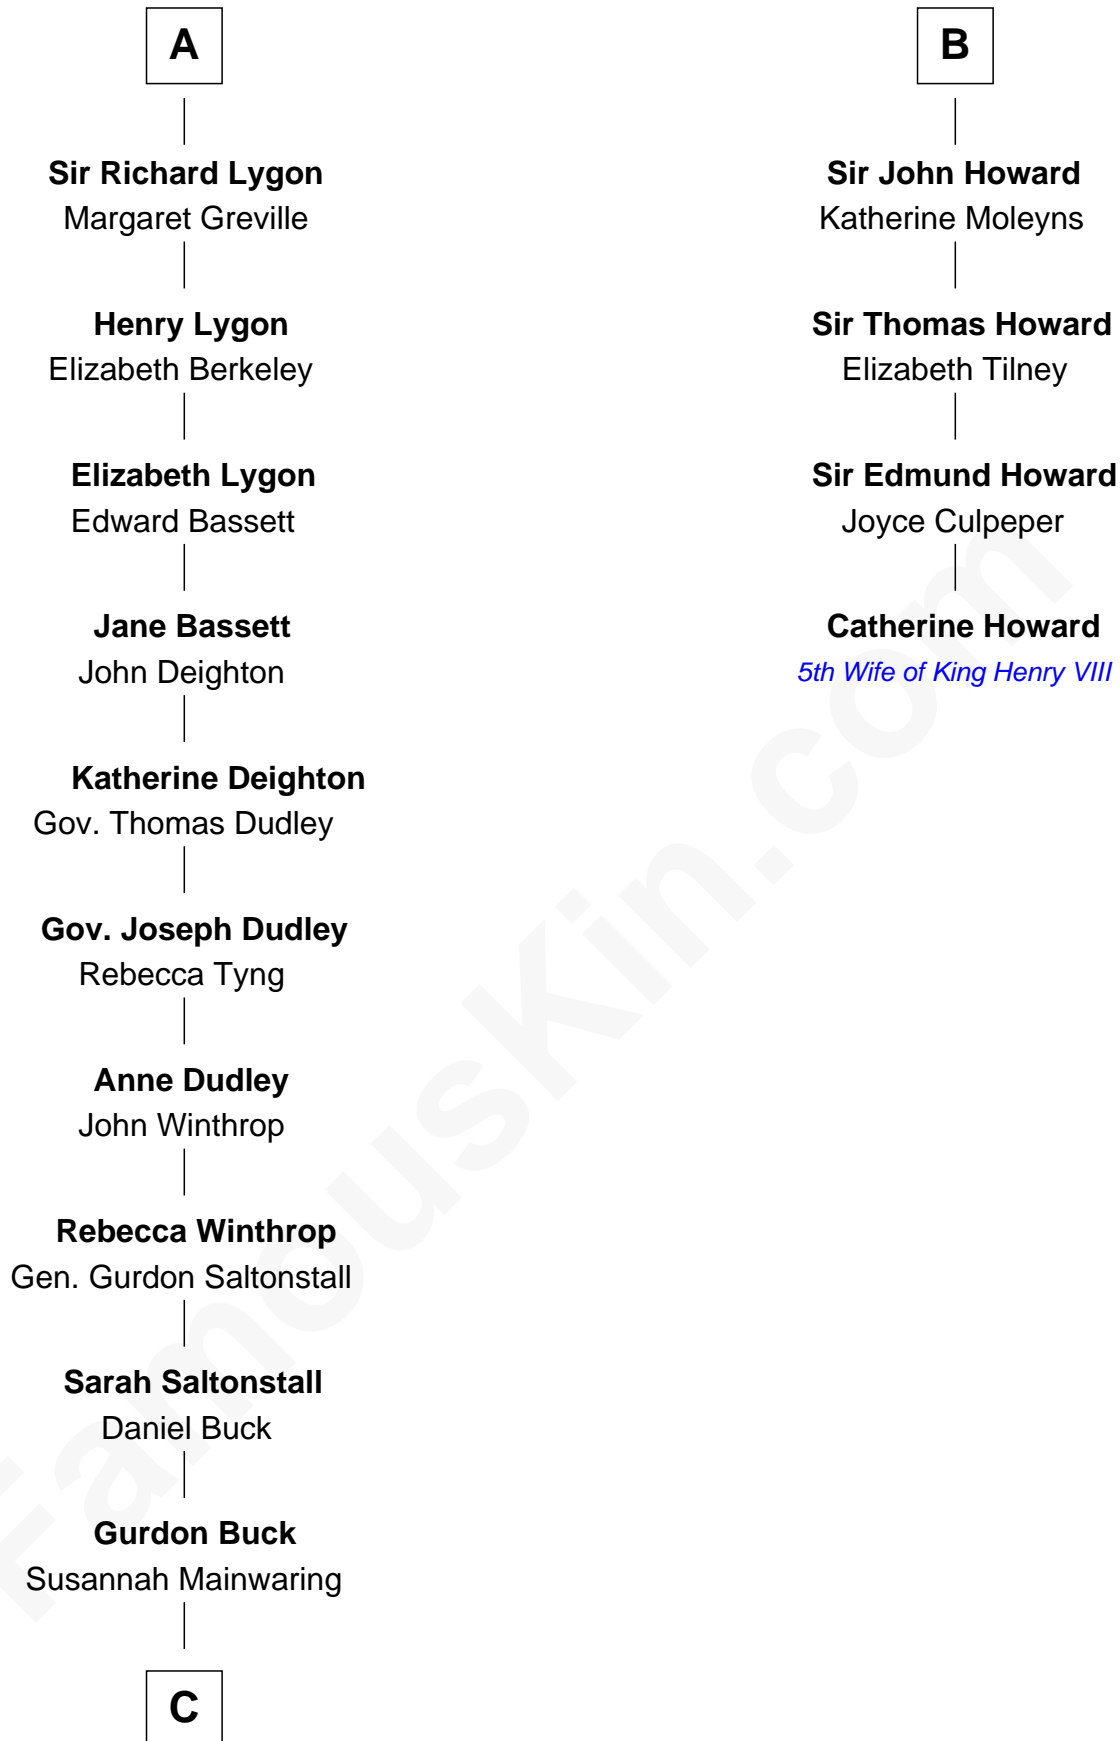 A
Sir Richard Lygon
Margaret Greville
Henry Lygon
Elizabeth Berkeley
Elizabeth Lygon
Edward Bassett
Jane Bassett
John Deighton
Katherine Deighton
Gov. Thomas Dudley
Gov. Joseph Dudley
Rebecca Tyng
Anne Dudley
John Winthrop
Rebecca Winthrop
Gen. Gurdon Saltonstall
Sarah Saltonstall
Daniel Buck
Gurdon Buck
Susannah Mainwaring
C
B
Sir John Howard
Katherine Moleyns
Sir Thomas Howard
Elizabeth Tilney
Sir Edmund Howard
Joyce Culpeper
Catherine Howard
5th Wife of King Henry VIII
FamousKin.com